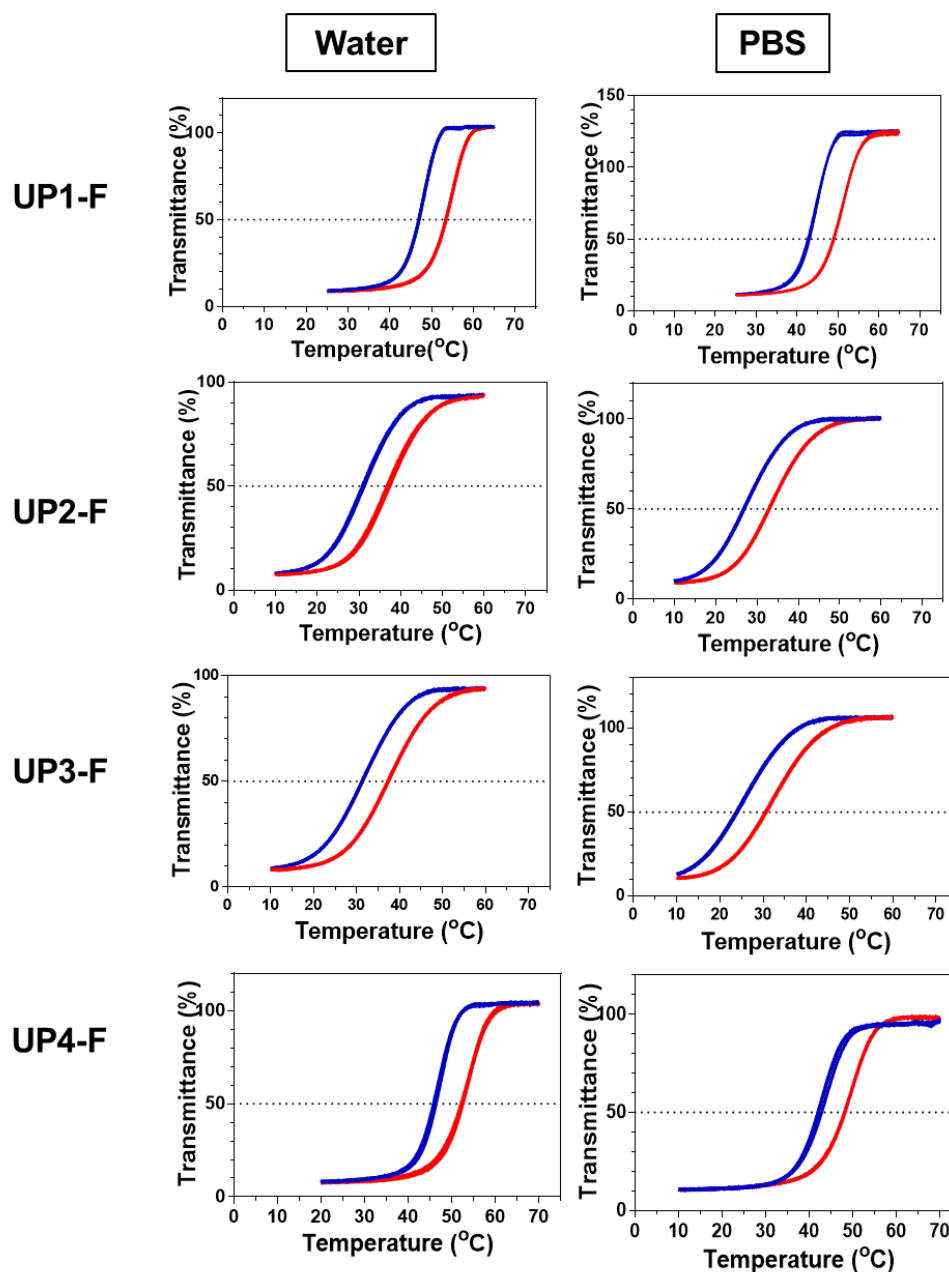 Water
PBS
UP1-F
Transmittance (%)
100
50
0
0 10 20 30 40 50 60 70
Temperature(°C)
Transmittance (%)
150
100
50
0
0 10 20 30 40 50 60 70
Temperature (°C)
UP2-F
Transmittance (%)
100
50
0
0 10 20 30 40 50 60 70
Temperature (°C)
Transmittance (%)
100
50
0
0 10 20 30 40 50 60 70
Temperature (°C)
UP3-F
Transmittance (%)
100
50
0
0 10 20 30 40 50 60 70
Temperature (°C)
Transmittance (%)
100
50
0
0 10 20 30 40 50 60 70
Temperature (°C)
UP4-F
Transmittance (%)
100
50
0
0 10 20 30 40 50 60 70
Temperature (°C)
Transmittance (%)
100
50
0
0 10 20 30 40 50 60 70
Temperature (°C)